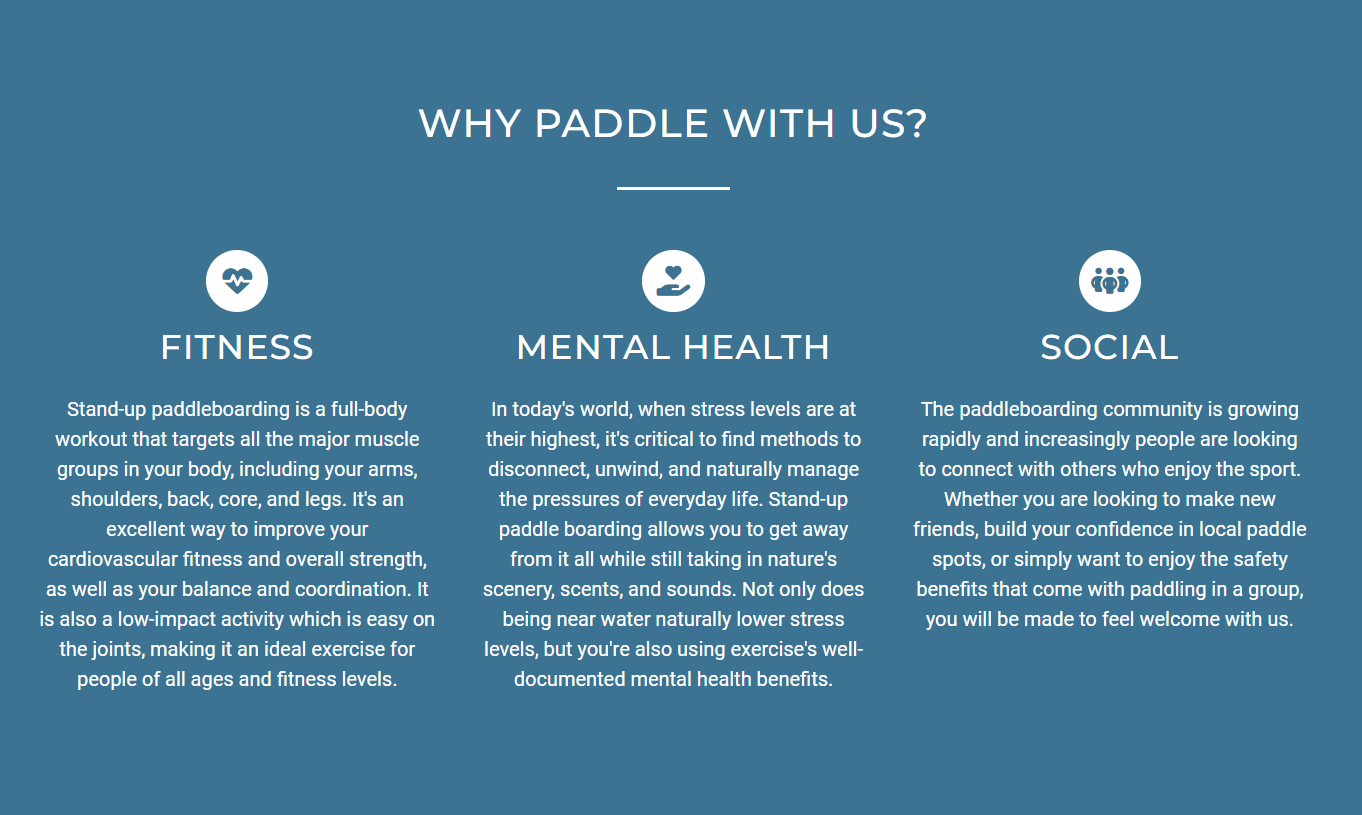 WHY PADDLE WITH US?
FITNESS
Stand-up paddleboarding is a full-body
workout that targets all the major muscle
groups in your body, including your arms,
shoulders, back, core, and legs. It's an
excellent way to improve your
cardiovascular fitness and overall strength,
as well as your balance and coordination. It
is also a low-impact activity which is easy on
the joints, making it an ideal exercise for
people of all ages and fitness levels.
MENTAL HEALTH
In today's world, when stress levels are at
their highest, it's critical to find methods to
disconnect, unwind, and naturally manage
the pressures of everyday life. Stand-up
paddle boarding allows you to get away
from it all while still taking in nature's
scenery, scents, and sounds. Not only does
being near water naturally lower stress
levels, but you're also using exercise's well-
documented mental health benefits.
SOCIAL
The paddleboarding community is growing
rapidly and increasingly people are looking
to connect with others who enjoy the sport.
Whether you are looking to make new
friends, build your confidence in local paddle
spots, or simply want to enjoy the safety
benefits that come with paddling in a group,
you will be made to feel welcome with us.